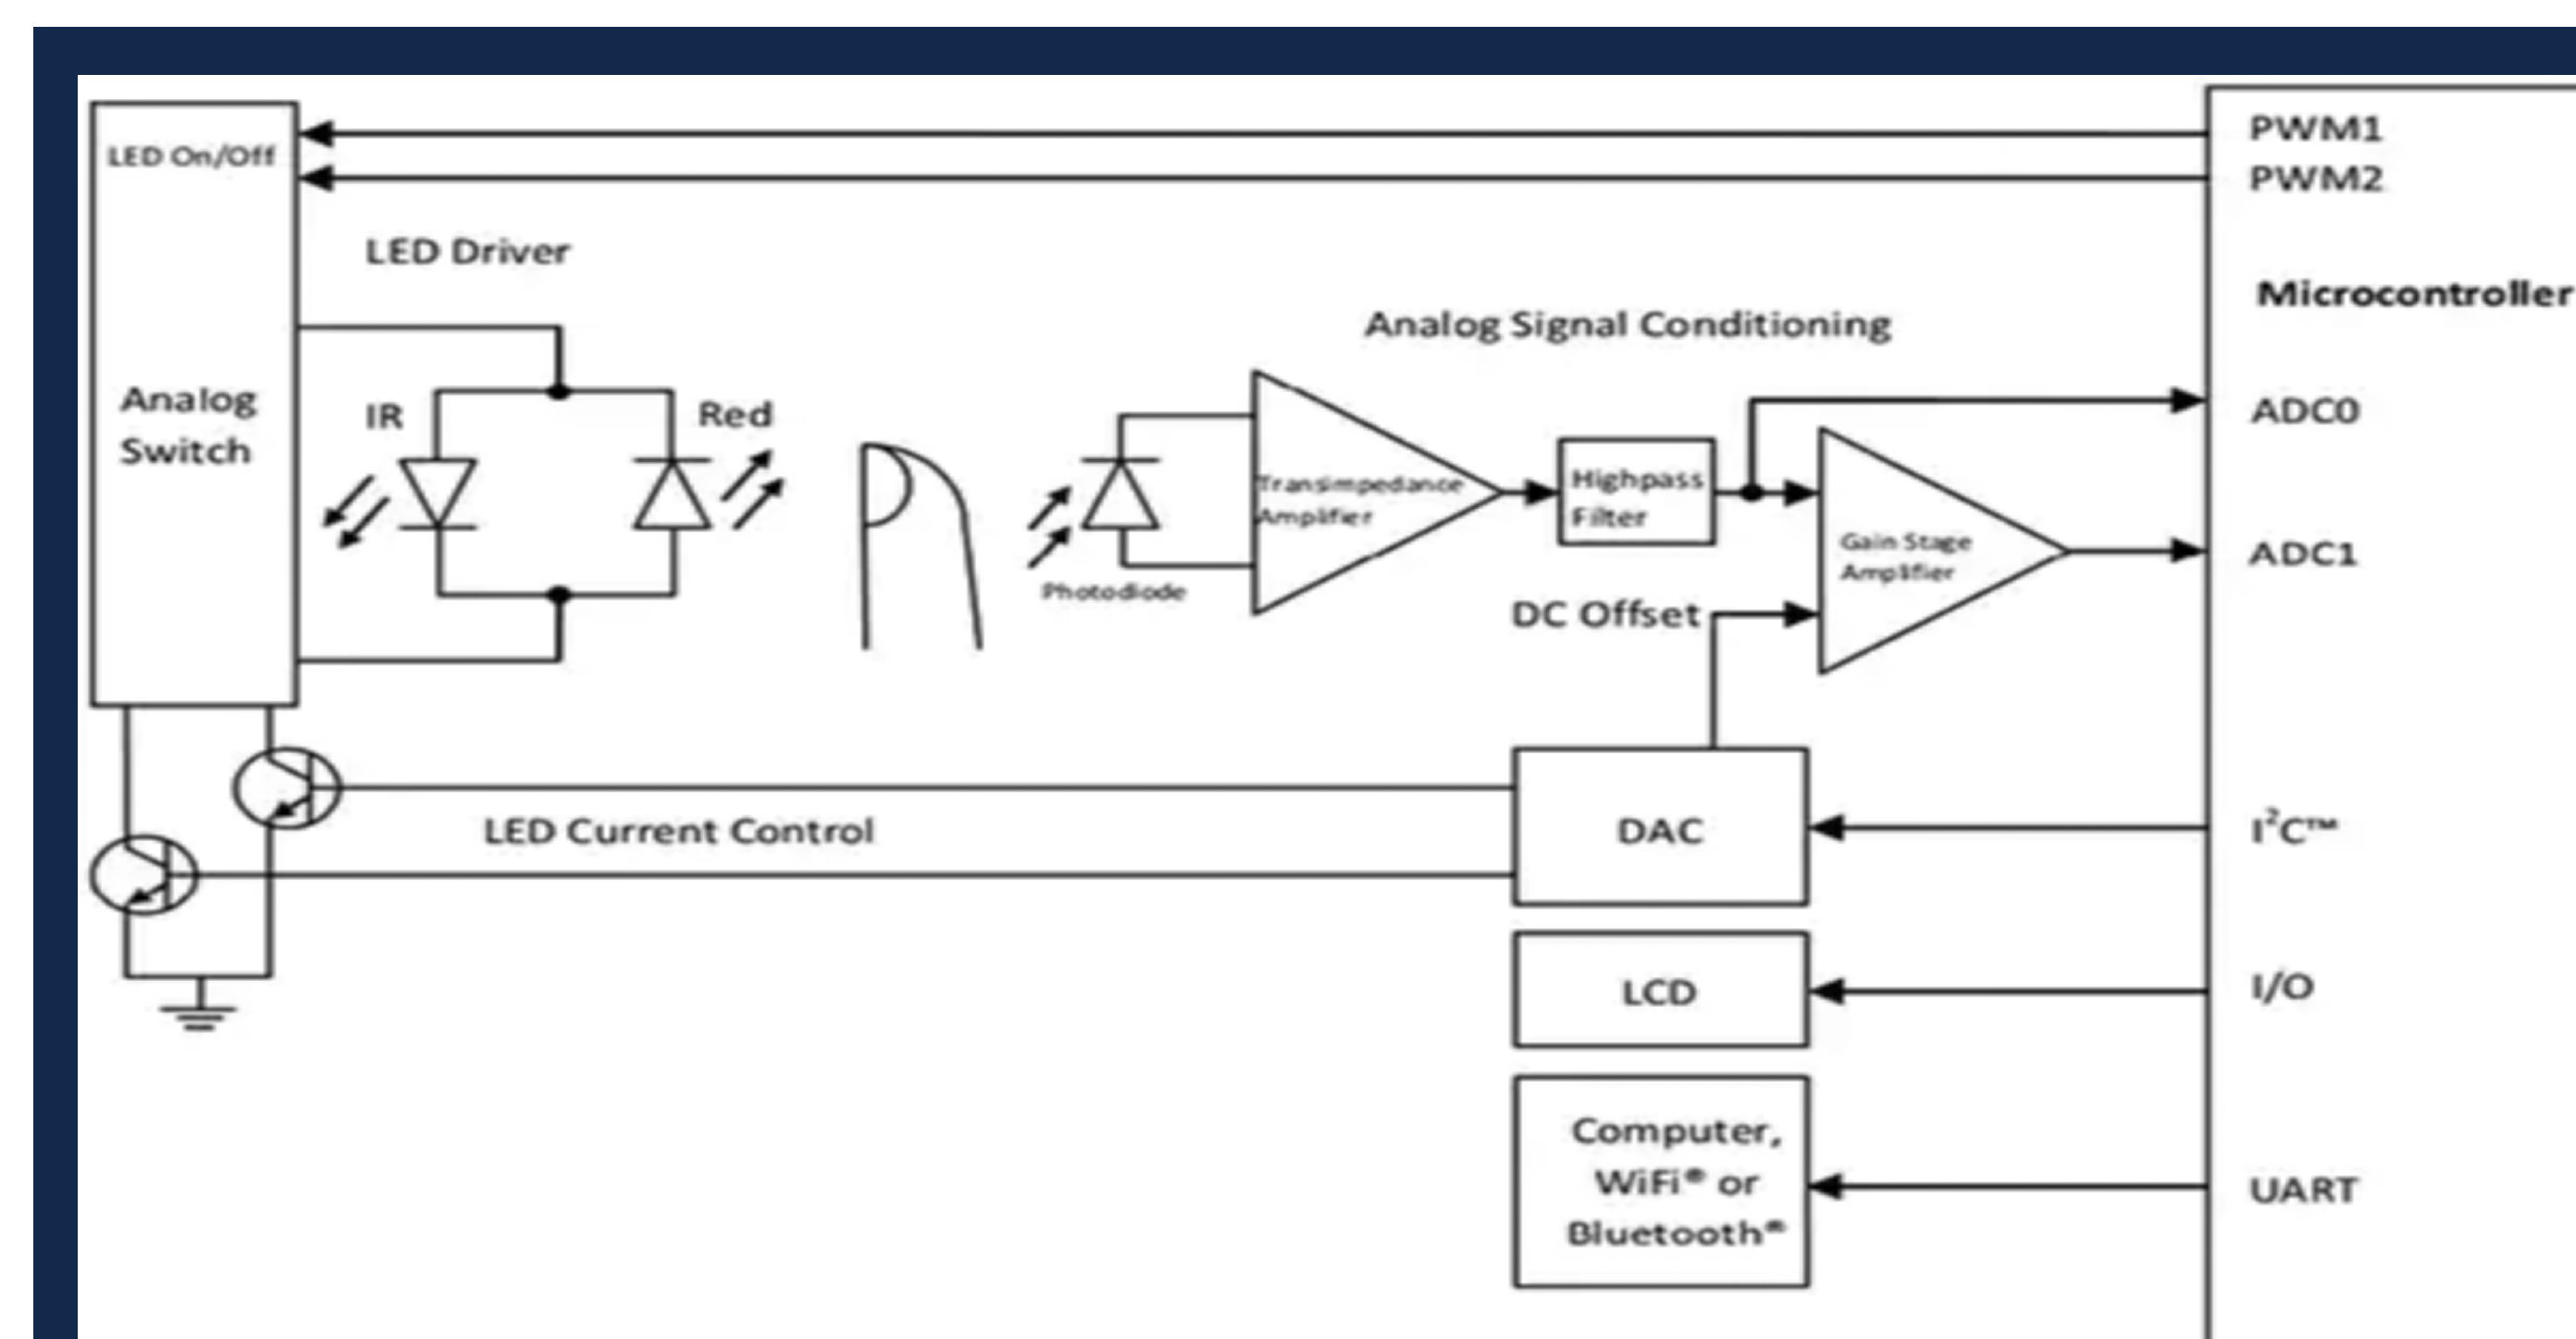 LED On/Off
PWM1
PWM2
LED Driver
Microcontroller
Analog Signal Conditioning
Analog
Switch
IR
Red
ADC0
Transimpedance
Amplifier
Highpass
Filter
Gain Stage
Amplifier
ADC1
Photodiode
DC Offset
LED Current Control
DAC
I²C™
LCD
I/O
Computer,
WiFi® or
Bluetooth®
UART